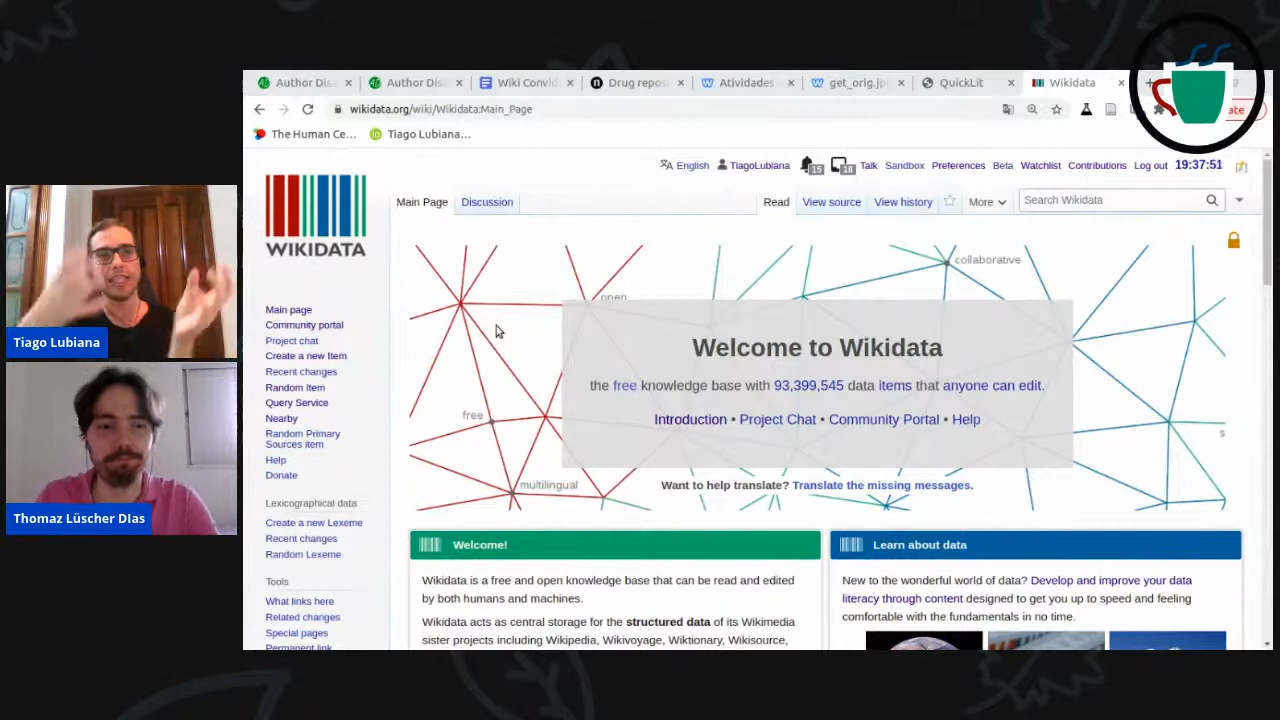 Author Disa
Author Disa
Wiki Convid
Drug repos
Atividades
get_orig.jp
QuickLit
Wikidata
wikidata.org/wiki/Wikidata:Main_Page
The Human Ce…
Tiago Lubiana…
English
TiagoLubiana
15
18
Talk
Sandbox
Preferences
Beta
Watchlist
Contributions
Log out
19:37:51
WIKIDATA
Main Page
Discussion
Read
View source
View history
More
Search Wikidata
Main page
Community portal
Project chat
Create a new Item
Recent changes
Random Item
Query Service
Nearby
Random Primary
Sources item
Help
Donate
Lexicographical data
Create a new Lexeme
Recent changes
Random Lexeme
Tools
What links here
Related changes
Special pages
Permanent link
open
collaborative
free
multilingual
s
Welcome to Wikidata
the free knowledge base with 93,399,545 data items that anyone can edit.
Introduction • Project Chat • Community Portal • Help
Want to help translate? Translate the missing messages.
Welcome!
Wikidata is a free and open knowledge base that can be read and edited
by both humans and machines.
Wikidata acts as central storage for the structured data of its Wikimedia
sister projects including Wikipedia, Wikivoyage, Wiktionary, Wikisource,
Learn about data
New to the wonderful world of data? Develop and improve your data
literacy through content designed to get you up to speed and feeling
comfortable with the fundamentals in no time.
Tiago Lubiana
Thomaz Lüscher DIas